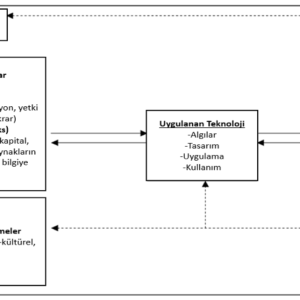 ar
yon, yetki
krar)
ks)
kapital,
ynakların
bilgiye
Uygulanan Teknoloji
-Algılar
-Tasarım
-Uygulama
-Kullanım
meler
-kültürel,